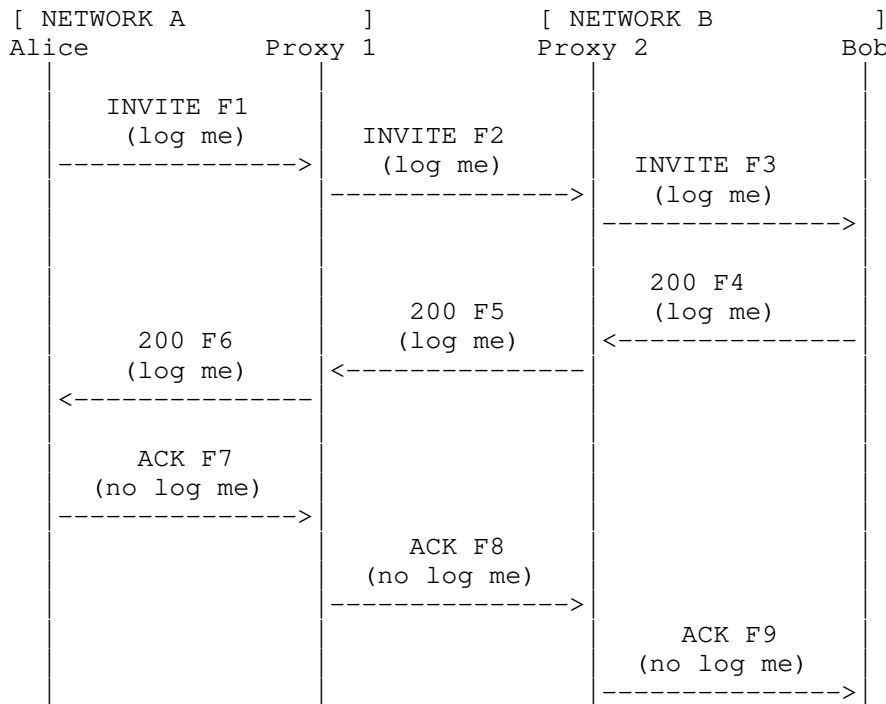 [ NETWORK A ] [ NETWORK B ]
Alice Proxy 1 Proxy 2 Bob
INVITE F1
(log me) INVITE F2
---------------> (log me) INVITE F3
---------------> (log me)
--------------->
200 F4
200 F5 (log me)
200 F6 (log me) <---------------
(log me) <---------------
<---------------
ACK F7
(no log me)
--------------->
ACK F8
(no log me)
--------------->
ACK F9
(no log me)
--------------->